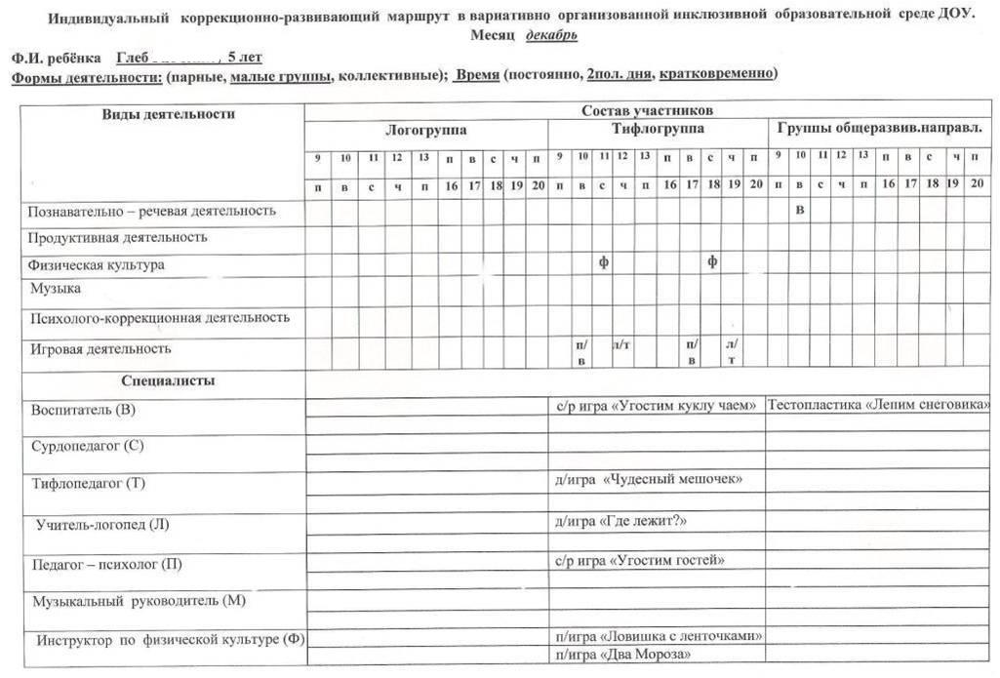 Индивидуальный коррекционно-развивающий маршрут в вариативно организованной инклюзивной образовательной среде ДОУ.
Месяц декабрь
Ф.И. ребёнка Глеб , 5 лет
Формы деятельности: (парные, малые группы, коллективные); Время (постоянно, 2пол. дня, кратковременно)
Виды деятельности Состав участников
Логогруппа Тифлогруппа Группы общеразвив.направл.
9 10 11 12 13 п в с ч п 9 10 11 12 13 п в с ч п 9 10 11 12 13 п в с ч п
п в с ч п 16 17 18 19 20 п в с ч п 16 17 18 19 20 п в с ч п 16 17 18 19 20
Познавательно – речевая деятельность В
Продуктивная деятельность
Физическая культура ф ф
Музыка
Психолого-коррекционная деятельность
Игровая деятельность п/ л/т п/ л/
в в т
Специалисты
Воспитатель (В) с/р игра «Угостим куклу чаем» Тестопластика «Лепим снеговика»
Сурдопедагог (С)
Тифлопедагог (Т) д/игра «Чудесный мешочек»
Учитель-логопед (Л) д/игра «Где лежит?»
Педагог – психолог (П) с/р игра «Угостим гостей»
Музыкальный руководитель (М)
Инструктор по физической культуре (Ф) п/игра «Ловишка с ленточками»
п/игра «Два Мороза»